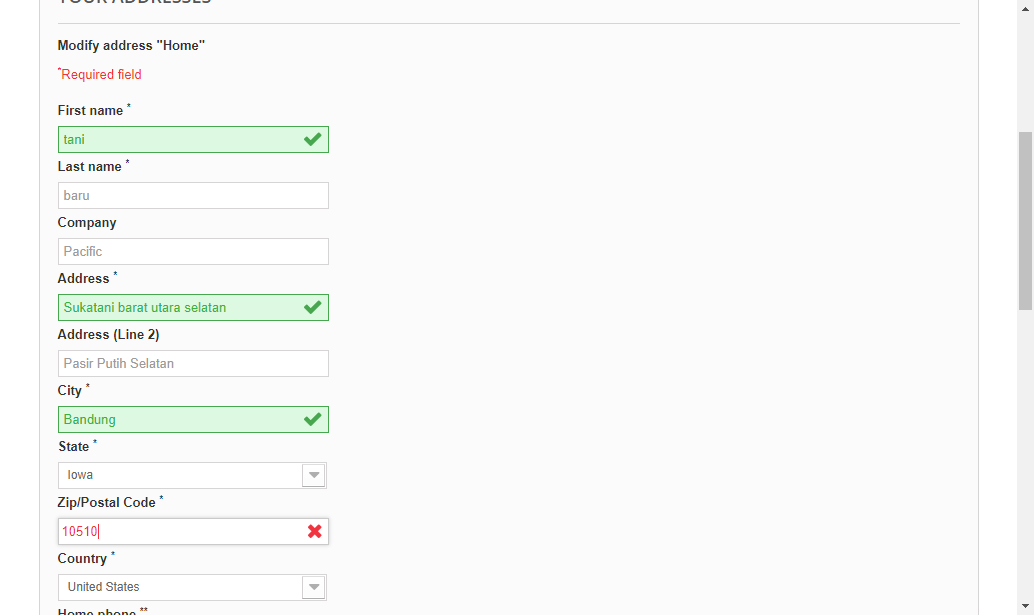 YOUR ADDRESSES
Modify address "Home"
*Required field
First name *
tani
Last name *
baru
Company
Pacific
Address *
Sukatani barat utara selatan
Address (Line 2)
Pasir Putih Selatan
City *
Bandung
State *
Iowa
Zip/Postal Code *
10510
Country *
United States
Home phone **